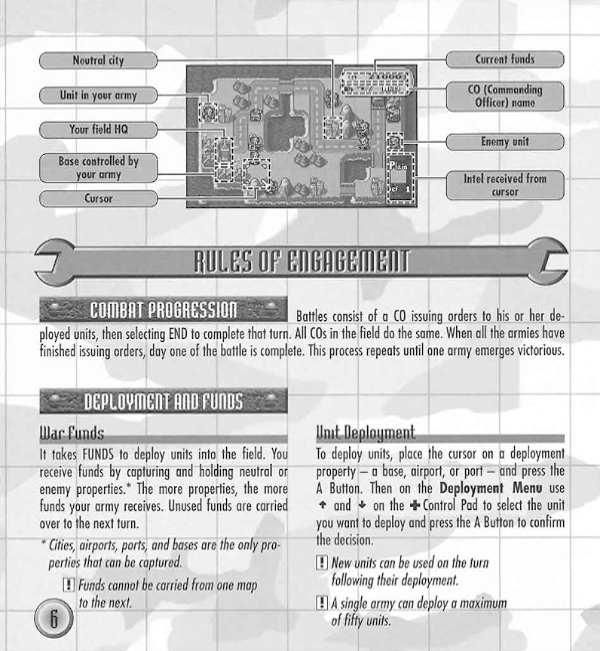 Neutral city
Unit in your army
Your field HQ
Base controlled by
your army
Cursor
Current funds
CO (Commanding
Officer) name
Enemy unit
Intel received from
cursor
RULES OF ENGAGEMENT
COMBAT PROGRESSION
Battles consist of a CO issuing orders to his or her de-
ployed units, then selecting END to complete that turn. All COs in the field do the same. When all the armies have
finished issuing orders, day one of the battle is complete. This process repeats until one army emerges victorious.
DEPLOYMENT AND FUNDS
War Funds
It takes FUNDS to deploy units into the field. You
receive funds by capturing and holding neutral or
enemy properties.* The more properties, the more
funds your army receives. Unused funds are carried
over to the next turn.
* Cities, airports, ports, and bases are the only pro-
perties that can be captured.
! Funds cannot be carried from one map
to the next.
6
Unit Deployment
To deploy units, place the cursor on a deployment
property – a base, airport, or port – and press the
A Button. Then on the Deployment Menu use
↑ and ↓ on the ✚Control Pad to select the unit
you want to deploy and press the A Button to confirm
the decision.
! New units can be used on the turn
following their deployment.
! A single army can deploy a maximum
of fifty units.